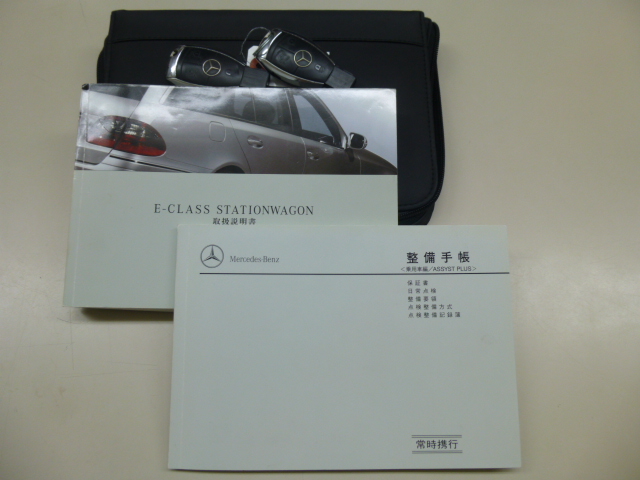 E-CLASS STATIONWAGON
取扱説明書
Mercedes-Benz
整備手帳
<乗用車編/ASSYST PLUS>
保証書
日常点検
整備要領
点検整備方式
点検整備記録簿
常時携行